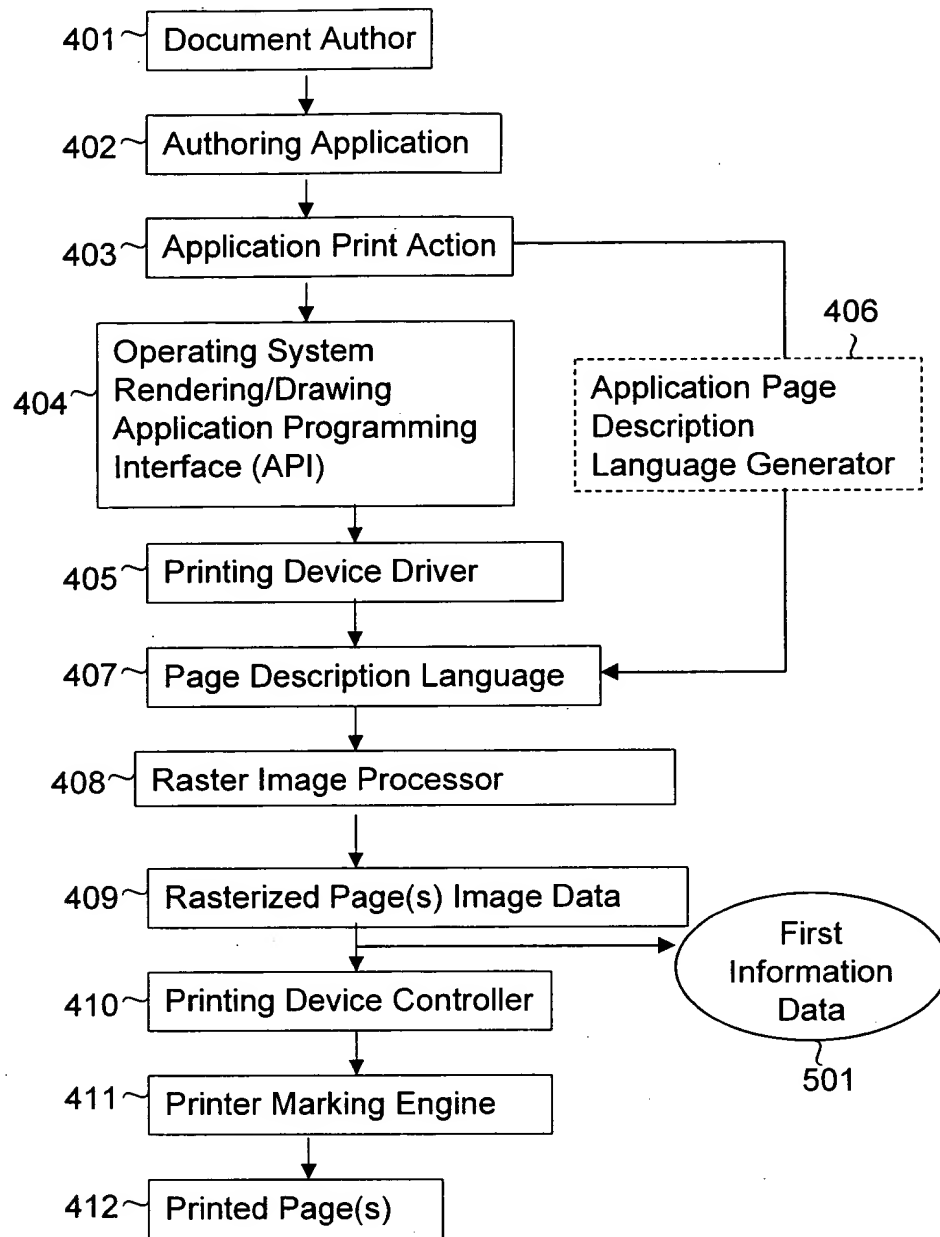 401
Document Author
402
Authoring Application
403
Application Print Action
404
Operating System
Rendering/Drawing
Application Programming
Interface (API)
406
Application Page
Description
Language Generator
405
Printing Device Driver
407
Page Description Language
408
Raster Image Processor
409
Rasterized Page(s) Image Data
First
Information
Data
501
410
Printing Device Controller
411
Printer Marking Engine
412
Printed Page(s)